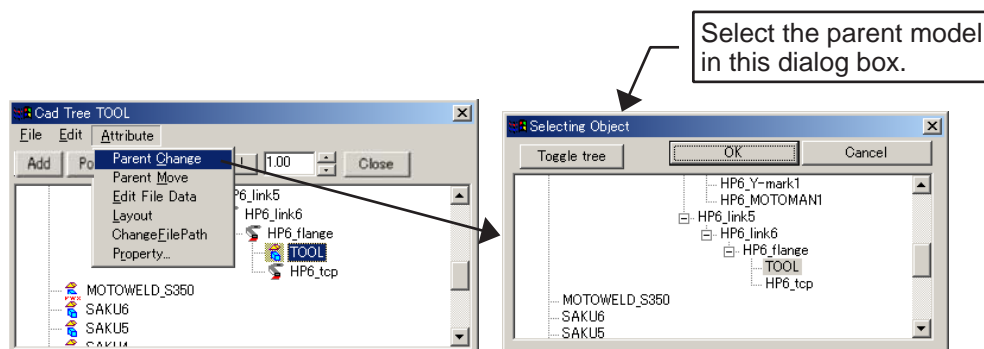 Select the parent model
in this dialog box.
Cad Tree TOOL
File Edit Attribute
Add Po 1.00 Close
Parent Change
Parent Move
Edit File Data
Layout
ChangeFilePath
Property...
HP6_link5
HP6_link6
HP6_flange
TOOL
HP6_tcp
MOTOWELD_S350
SAKU6
SAKU5
SAKU4
Selecting Object
Toggle tree OK Cancel
HP6_Y-mark1
HP6_MOTOMAN1
HP6_link5
HP6_link6
HP6_flange
TOOL
HP6_tcp
MOTOWELD_S350
SAKU6
SAKU5